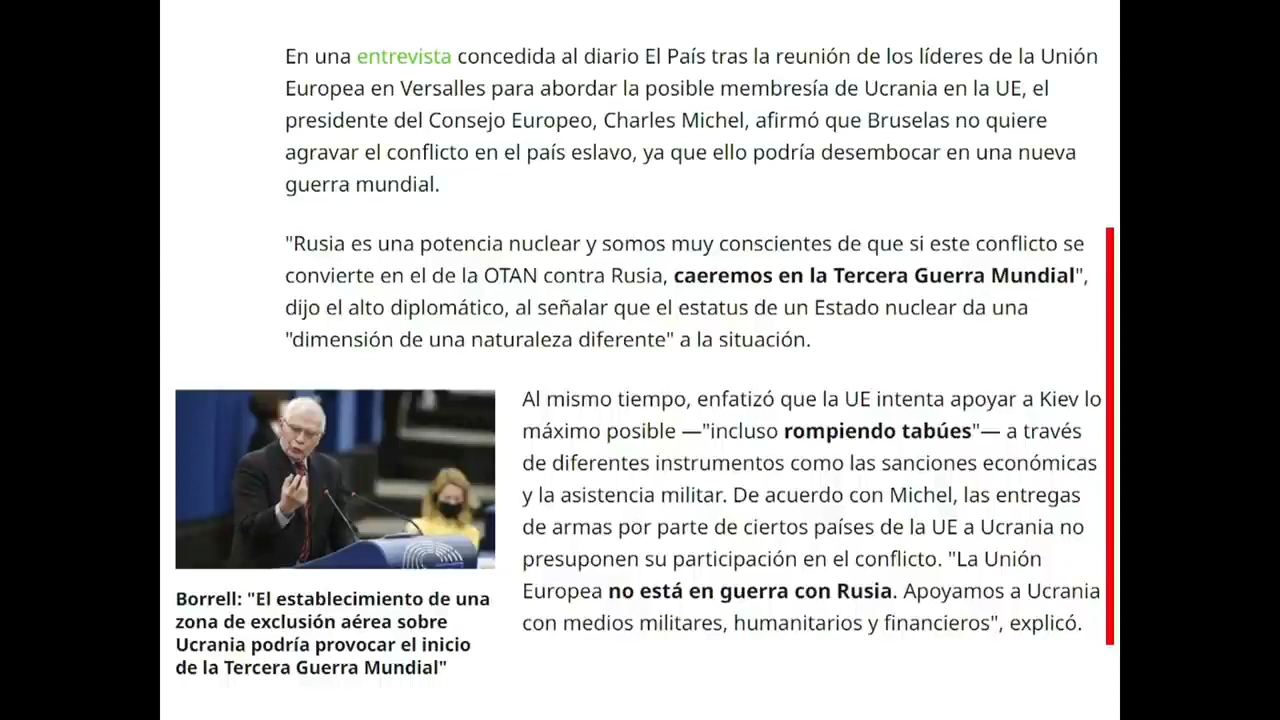 En una entrevista concedida al diario El País tras la reunión de los líderes de la Unión
Europea en Versalles para abordar la posible membresía de Ucrania en la UE, el
presidente del Consejo Europeo, Charles Michel, afirmó que Bruselas no quiere
agravar el conflicto en el país eslavo, ya que ello podría desembocar en una nueva
guerra mundial.
"Rusia es una potencia nuclear y somos muy conscientes de que si este conflicto se
convierte en el de la OTAN contra Rusia, caeremos en la Tercera Guerra Mundial",
dijo el alto diplomático, al señalar que el estatus de un Estado nuclear da una
"dimensión de una naturaleza diferente" a la situación.
Al mismo tiempo, enfatizó que la UE intenta apoyar a Kiev lo
máximo posible —"incluso rompiendo tabúes"— a través
de diferentes instrumentos como las sanciones económicas
y la asistencia militar. De acuerdo con Michel, las entregas
de armas por parte de ciertos países de la UE a Ucrania no
presuponen su participación en el conflicto. "La Unión
Europea no está en guerra con Rusia. Apoyamos a Ucrania
con medios militares, humanitarios y financieros", explicó.
Borrell: "El establecimiento de una
zona de exclusión aérea sobre
Ucrania podría provocar el inicio
de la Tercera Guerra Mundial"